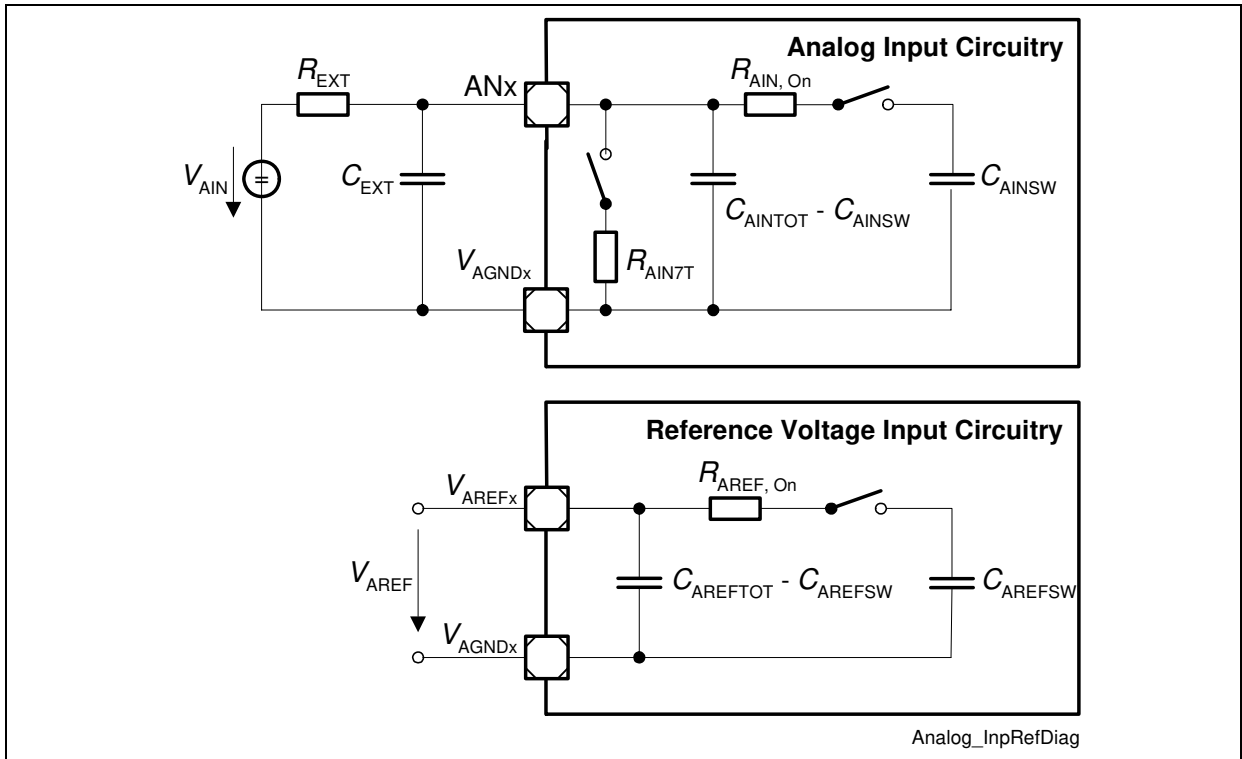 Analog Input Circuitry
R_EXT
ANx
R_AIN, On
V_AIN
=
C_EXT
C_AINTOT - C_AINSW
C_AINSW
V_AGNDx
R_AIN7T
Reference Voltage Input Circuitry
V_AREFx
R_AREF, On
V_AREF
C_AREFTOT - C_AREFSW
C_AREFSW
V_AGNDx
Analog_InpRefDiag